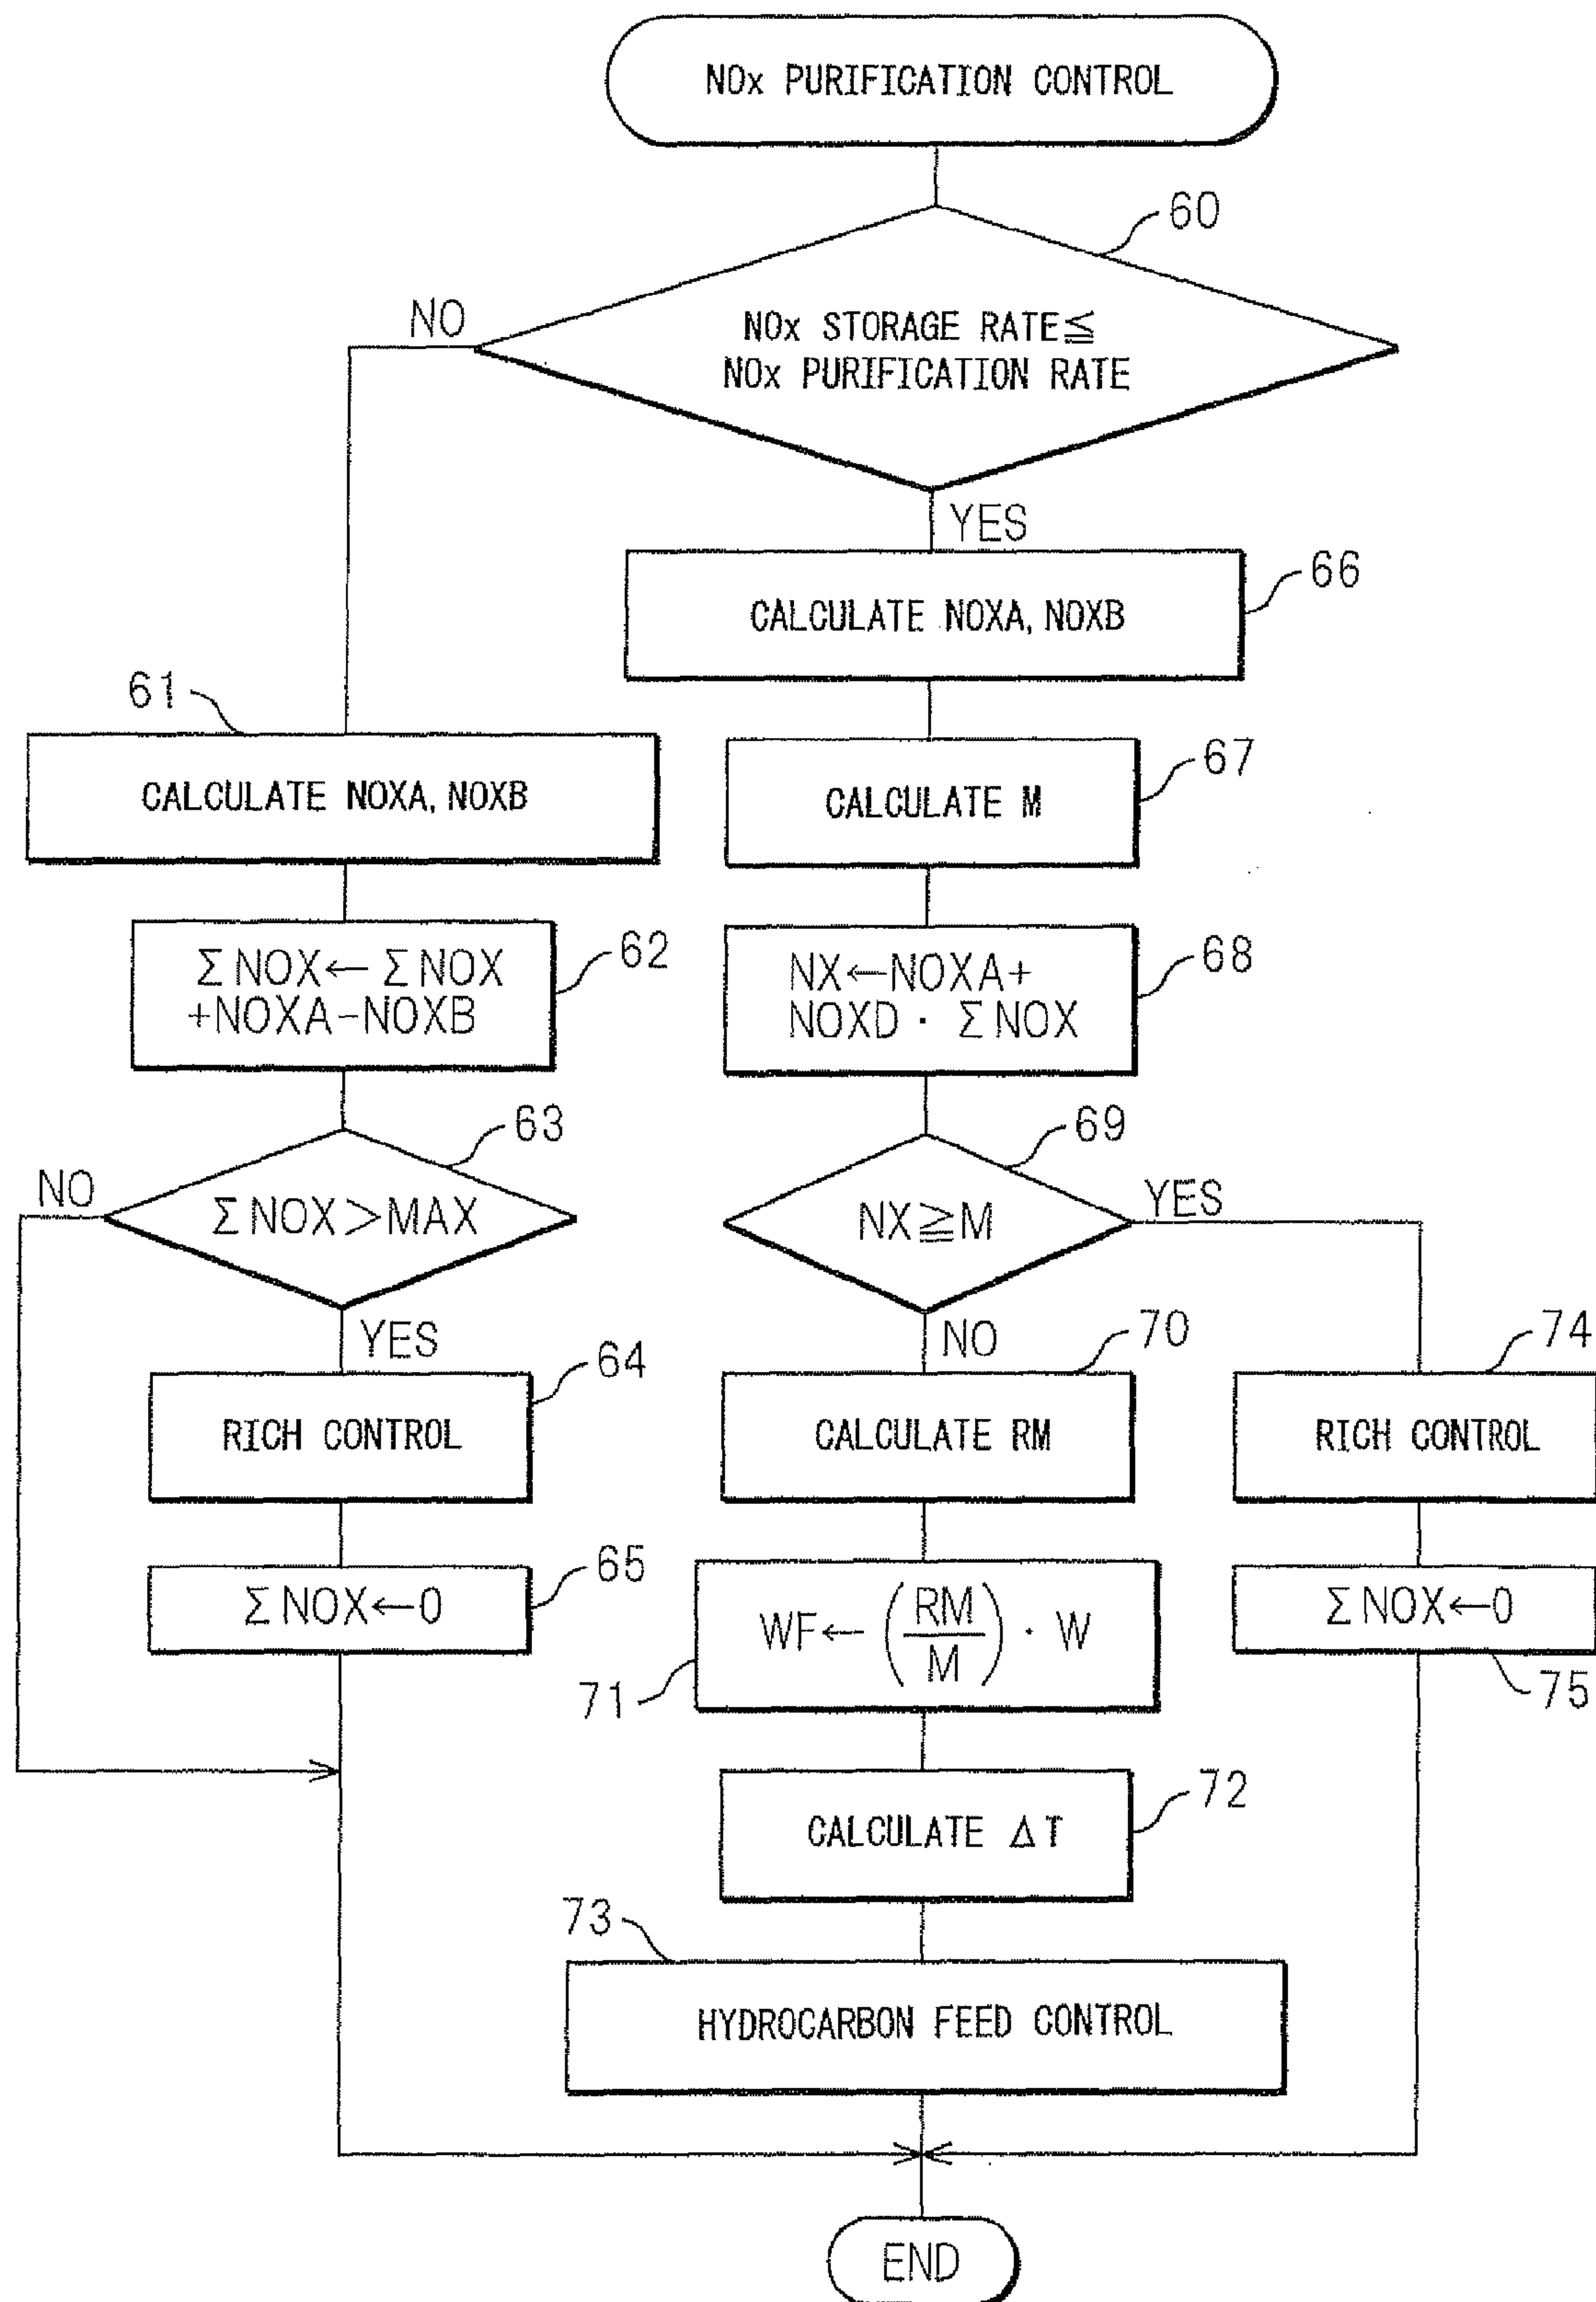 NOx PURIFICATION CONTROL
60
NOx STORAGE RATE≦
NOx PURIFICATION RATE
NO
YES
66
CALCULATE NOXA, NOXB
61
CALCULATE NOXA, NOXB
67
CALCULATE M
62
ΣNOX←ΣNOX
+NOXA−NOXB
68
NX←NOXA+
NOXD · ΣNOX
63
NO
ΣNOX>MAX
YES
69
NX≧M
YES
NO
64
RICH CONTROL
70
CALCULATE RM
74
RICH CONTROL
65
ΣNOX←0
71
WF← (RM/M) · W
ΣNOX←0
75
72
CALCULATE ΔT
73
HYDROCARBON FEED CONTROL
END